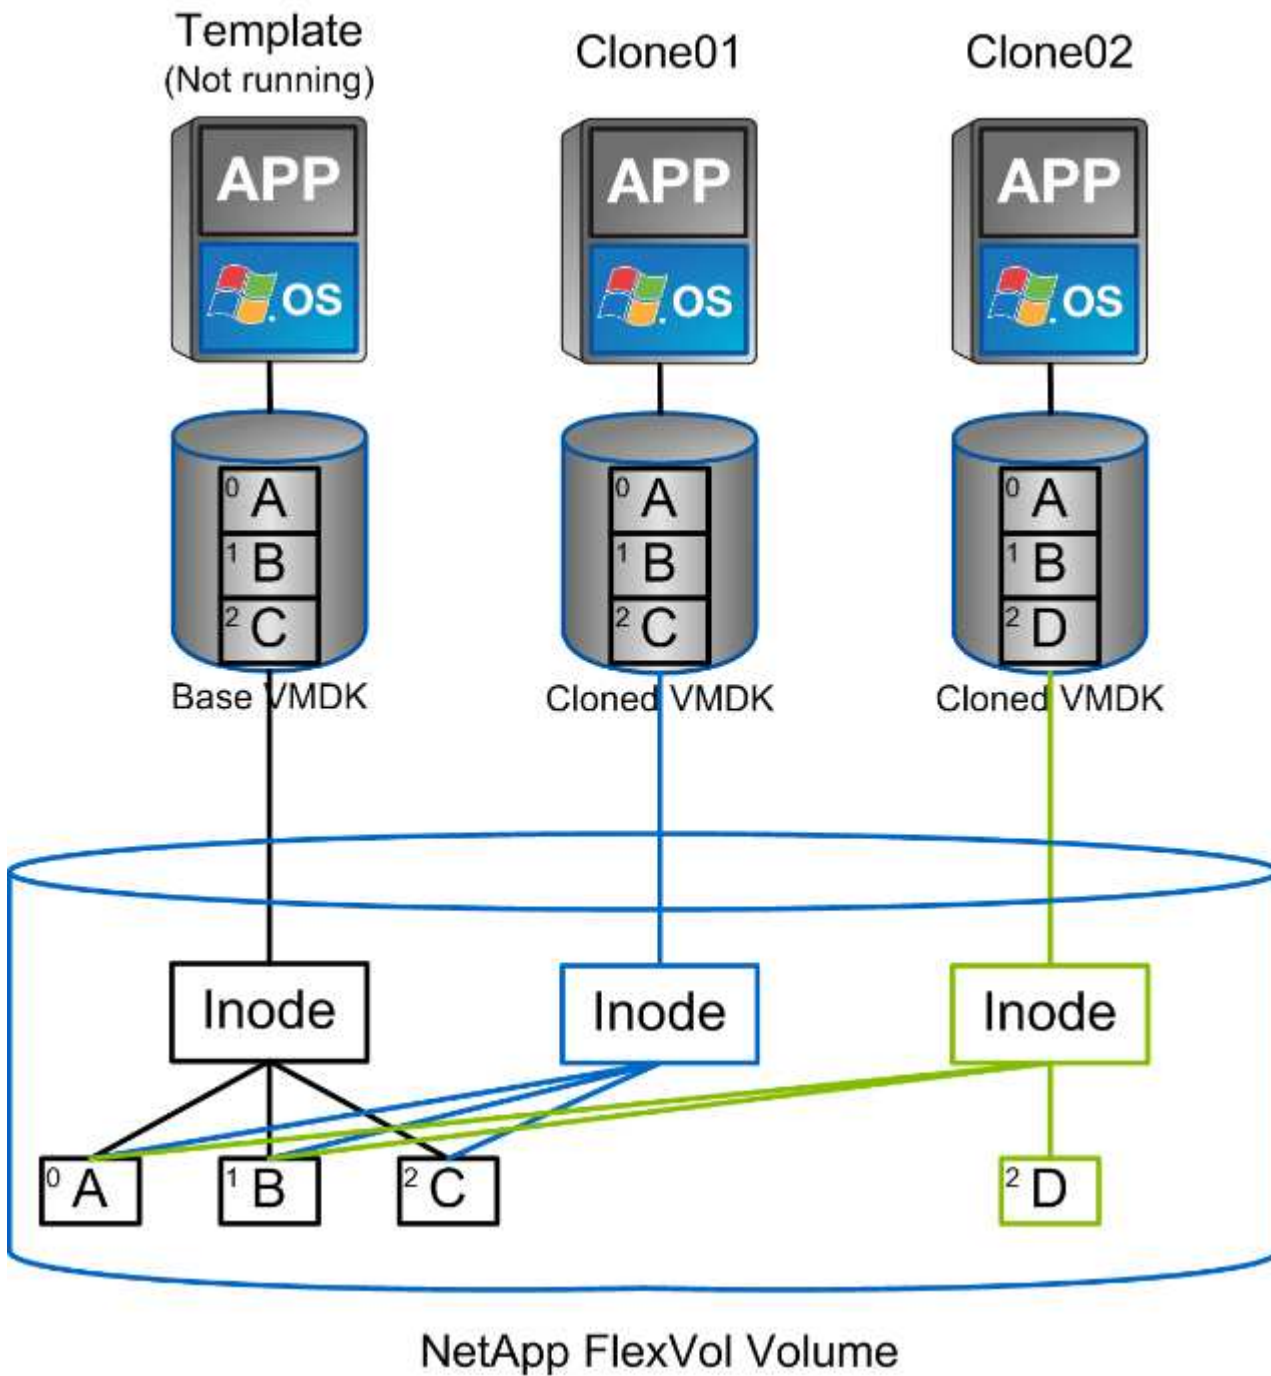 Template
(Not running)
Clone01
Clone02
APP
APP
APP
OS
OS
OS
0 A
1 B
2 C
0 A
1 B
2 C
0 A
1 B
2 D
Base VMDK
Cloned VMDK
Cloned VMDK
Inode
Inode
Inode
0 A
1 B
2 C
2 D
NetApp FlexVol Volume